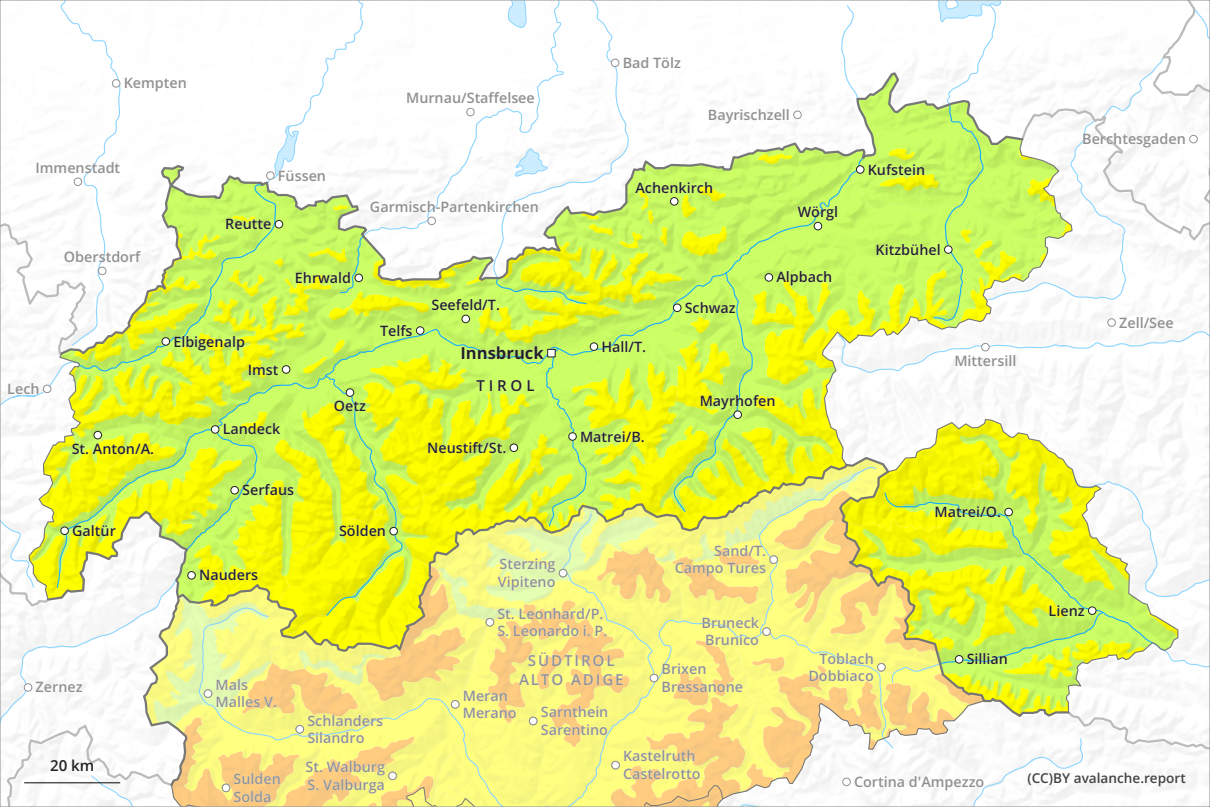 Kempten
Bad Tölz
Murnau/Staffelsee
Bayrischzell
Berchtesgaden
Immenstadt
Füssen
Kufstein
Achenkirch
Garmisch-Partenkirchen
Wörgl
Reutte
Kitzbühel
Oberstdorf
Ehrwald
Alpbach
Seefeld/T.
Schwaz
Telfs
Zell/See
Elbigenalp
Innsbruck
Hall/T.
Mittersill
Imst
TIROL
Lech
Oetz
Mayrhofen
Landeck
Matrei/B.
St. Anton/A.
Neustift/St.
Serfaus
Matrei/O.
Galtür
Sölden
Sand/T.
Campo Tures
Sterzing
Vipiteno
Nauders
Lienz
St. Leonhard/P.
S. Leonardo i. P.
Bruneck
Brunico
SÜDTIROL
ALTO ADIGE
Toblach
Dobbiaco
Sillian
Brixen
Bressanone
Zernez
Mals
Malles V.
Meran
Merano
Sarnthein
Sarentino
Schlanders
Silandro
Kastelruth
Castelrotto
20 km
St. Walburg
S. Valburga
Sulden
Solda
Cortina d'Ampezzo
(CC)BY avalanche.report